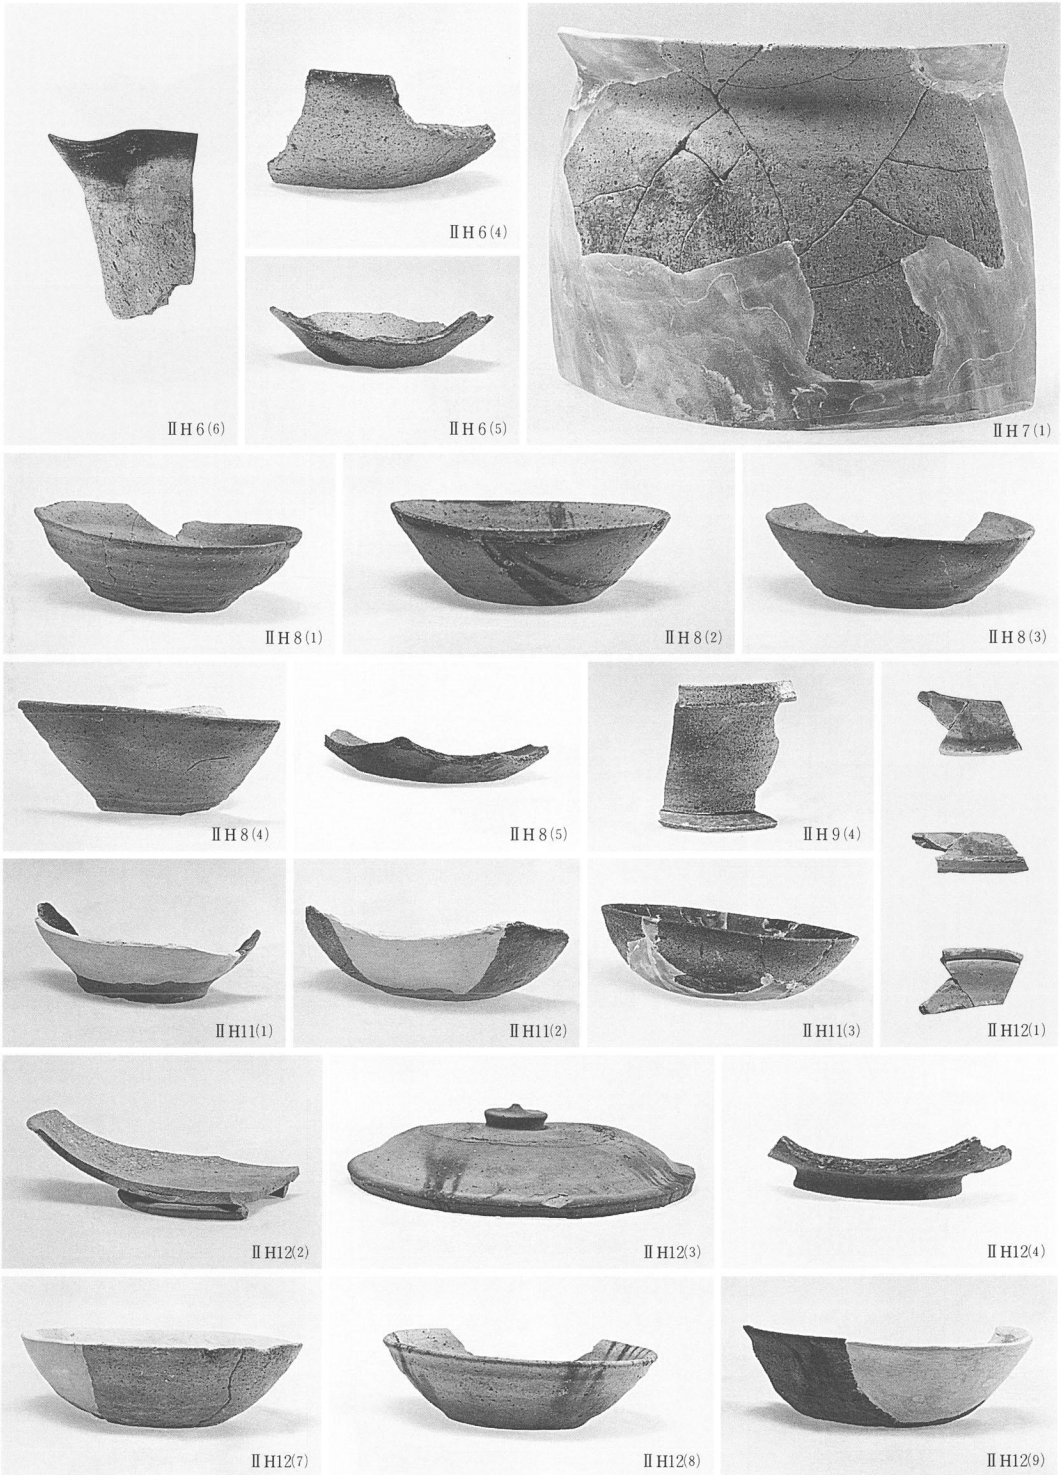 ⅡH6(4)
ⅡH6(6)
ⅡH6(5)
ⅡH7(1)
ⅡH8(1)
ⅡH8(2)
ⅡH8(3)
ⅡH8(4)
ⅡH8(5)
ⅡH9(4)
ⅡH11(1)
ⅡH11(2)
ⅡH11(3)
ⅡH12(1)
ⅡH12(2)
ⅡH12(3)
ⅡH12(4)
ⅡH12(7)
ⅡH12(8)
ⅡH12(9)